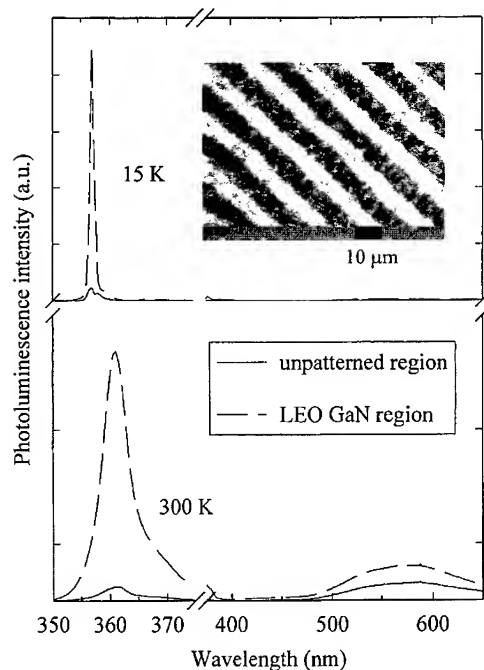 Photoluminescence intensity (a.u.)
15 K
10 μm
unpatterned region
LEO GaN region
300 K
350 360 370 400 500 600
Wavelength (nm)